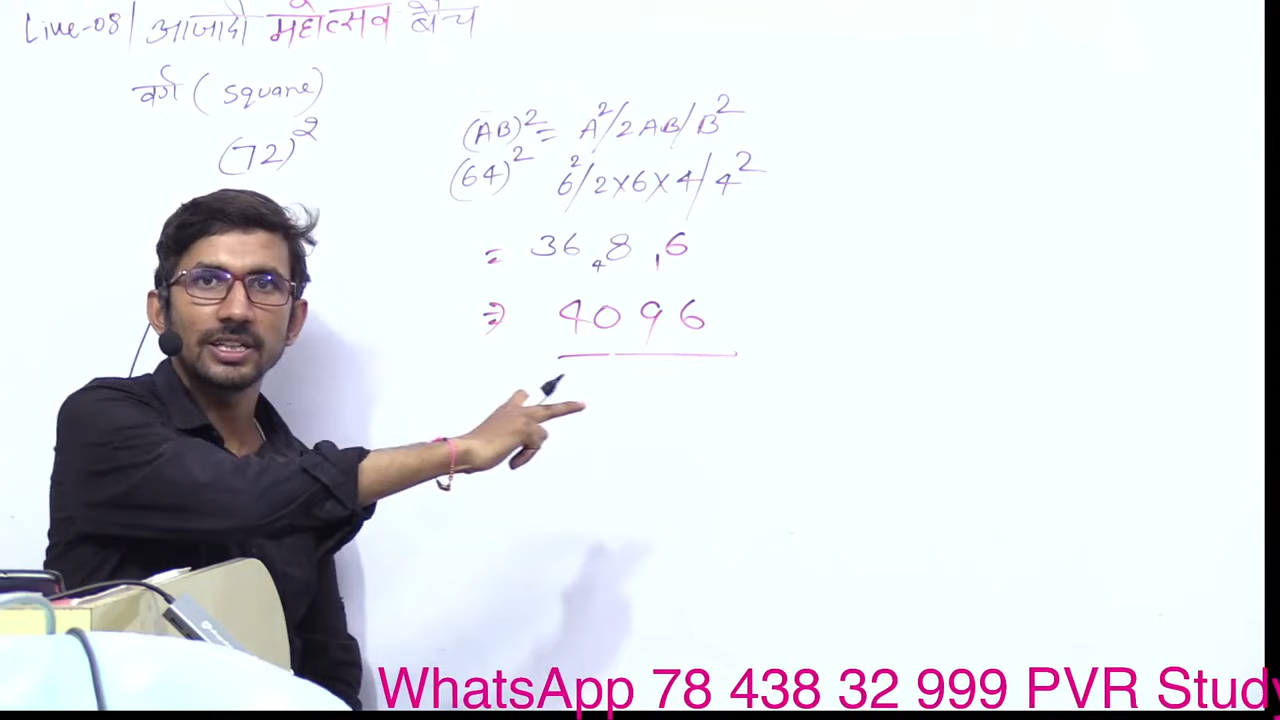 Live-08/ आजादी महोत्सव बैच
वर्ग (square)
(72)²
(AB)² = A²/2AB/B²
(64)² 6²/2×6×4/4²
= 36 ₄8 ₁6
⇒ 4096
WhatsApp 78 438 32 999 PVR Study